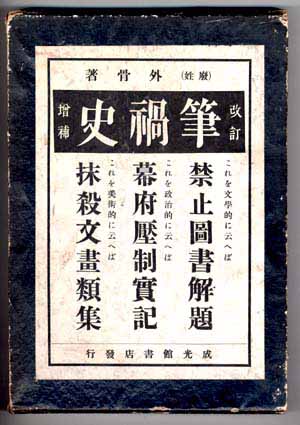 (廢姓) 外骨著
改訂
筆禍史
增補
これを文學的に云へば
禁止圖書解題
これを政治的に云へば
幕府壓制實記
これを美術的に云へば
抹殺文畫類集
成光館書店發行